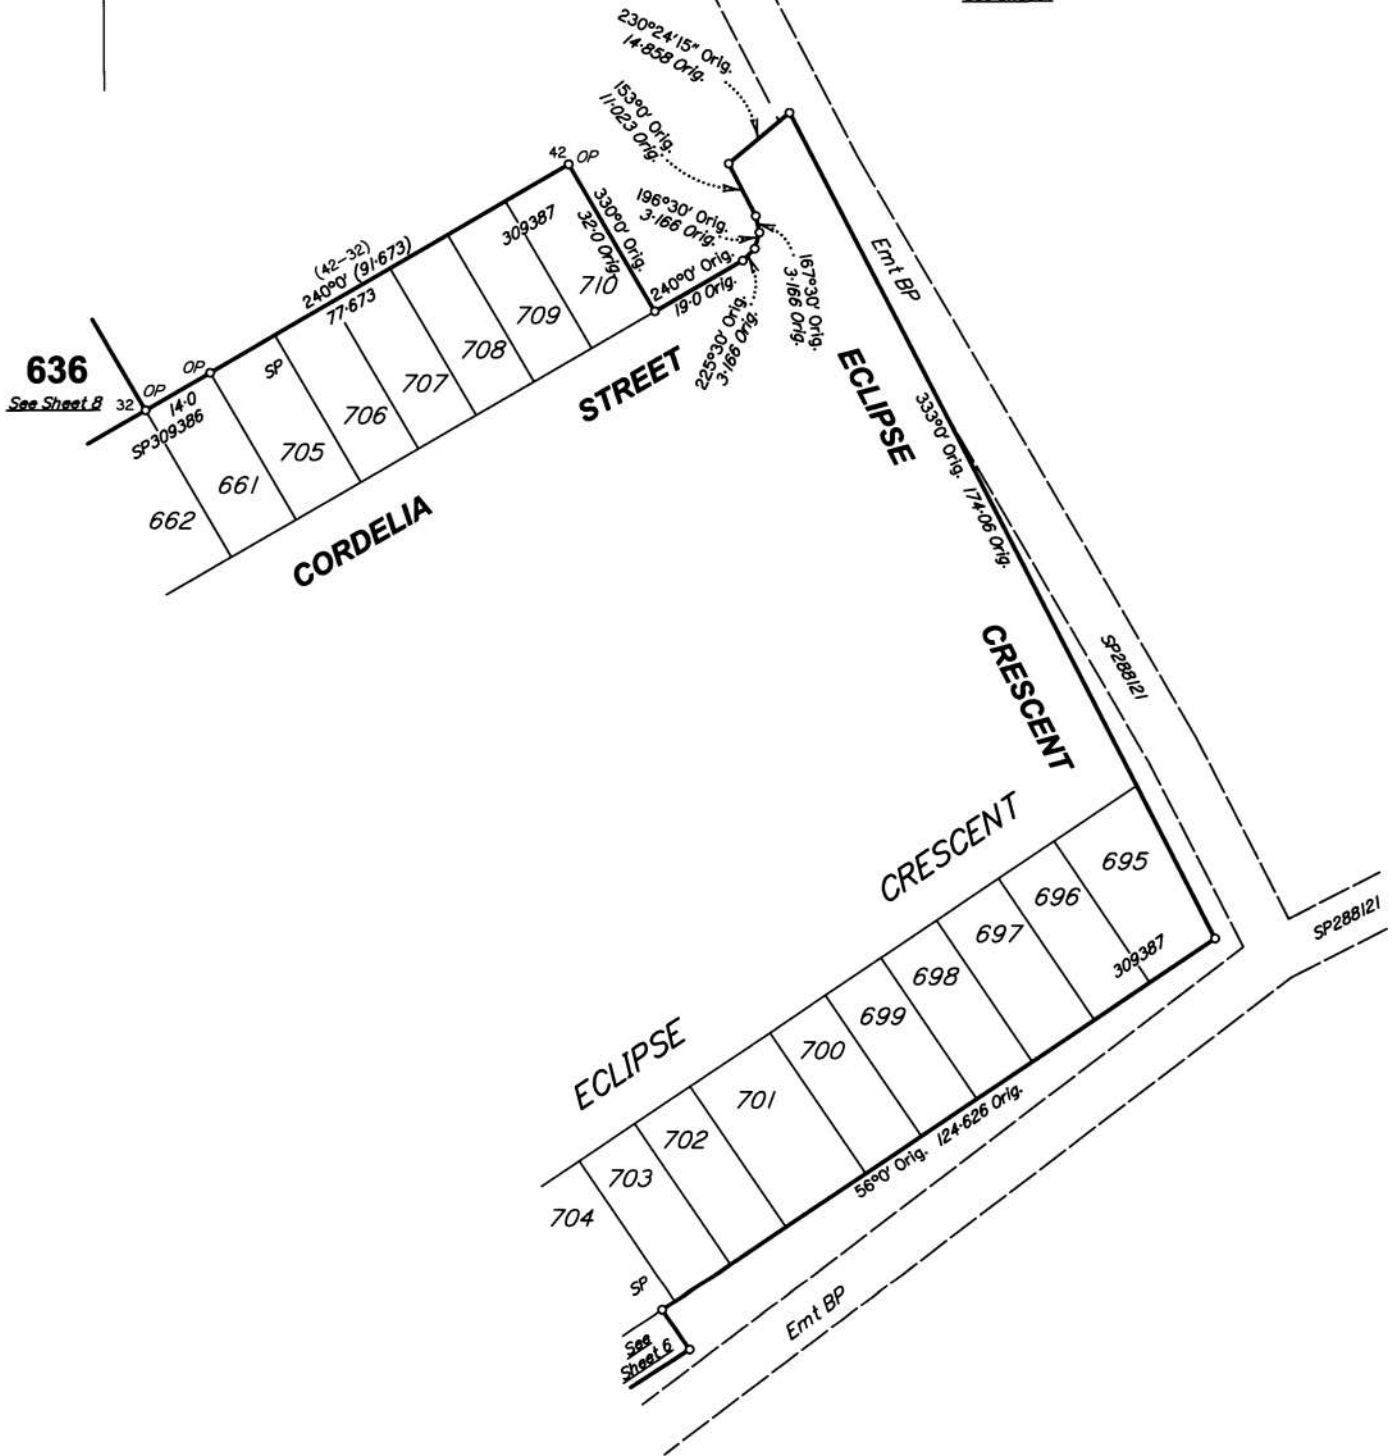 230°24'15" Orig.
14·858 Orig.
153°0' Orig.
11·023 Orig.
196°30' Orig.
3·166 Orig.
167°30' Orig.
3·166 Orig.
225°30' Orig.
3·166 Orig.
240°0' Orig.
19·0 Orig.
42 OP
330°0' Orig.
32·0 Orig.
309387
(42-32)
240°0' (91·673)
77·673
SP
OP
OP
32
14·0
SP309386
636
See Sheet 8
710
709
708
707
706
705
661
662
CORDELIA
STREET
Emt BP
ECLIPSE
CRESCENT
333°0' Orig. 174·06 Orig.
SP288121
SP288121
ECLIPSE
CRESCENT
695
696
697
698
699
700
701
702
703
704
309387
56°0' Orig. 124·626 Orig.
SP
See
Sheet 6
Emt BP